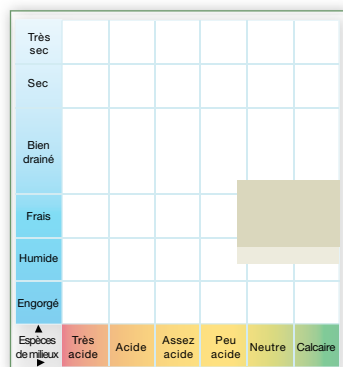 Très
sec
Sec
Bien
drainé
Frais
Humide
Engorgé
Espèces
de milieux
Très
acide
Acide
Assez
acide
Peu
acide
Neutre
Calcaire